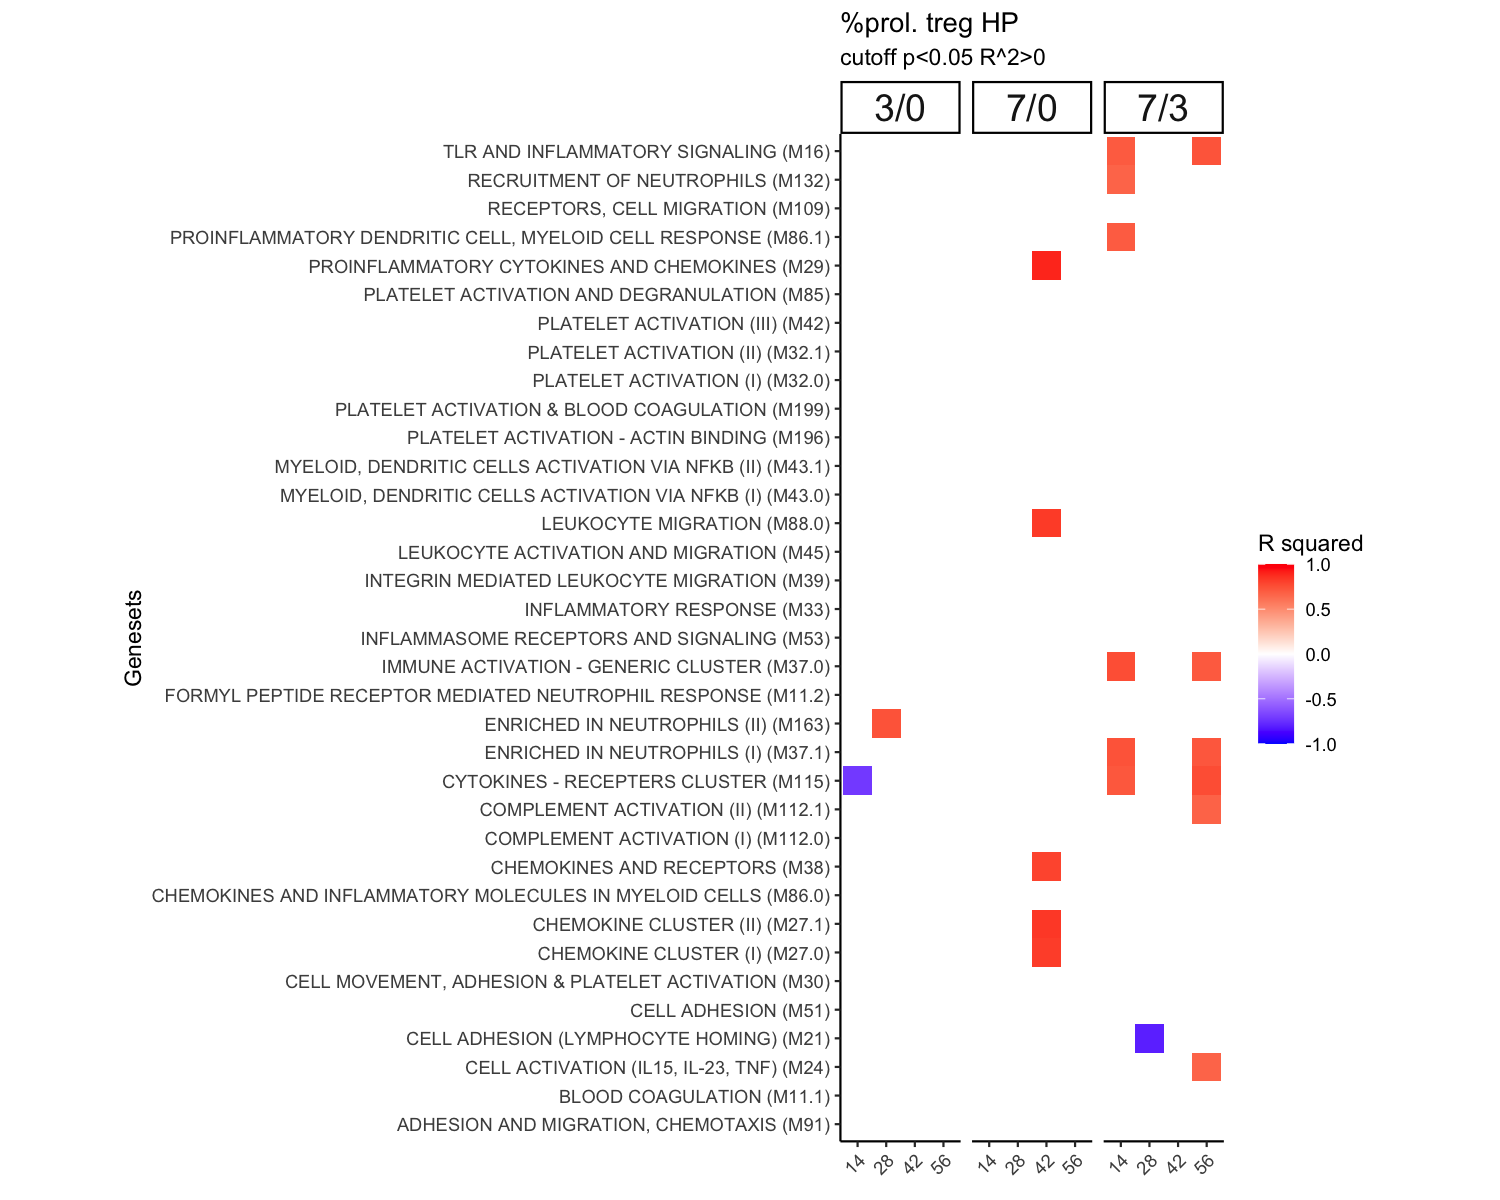 %prol. treg HP
cutoff p<0.05 R^2>0
3/0 7/0 7/3
TLR AND INFLAMMATORY SIGNALING (M16)
RECRUITMENT OF NEUTROPHILS (M132)
RECEPTORS, CELL MIGRATION (M109)
PROINFLAMMATORY DENDRITIC CELL, MYELOID CELL RESPONSE (M86.1)
PROINFLAMMATORY CYTOKINES AND CHEMOKINES (M29)
PLATELET ACTIVATION AND DEGRANULATION (M85)
PLATELET ACTIVATION (III) (M42)
PLATELET ACTIVATION (II) (M32.1)
PLATELET ACTIVATION (I) (M32.0)
PLATELET ACTIVATION & BLOOD COAGULATION (M199)
PLATELET ACTIVATION - ACTIN BINDING (M196)
MYELOID, DENDRITIC CELLS ACTIVATION VIA NFKB (II) (M43.1)
MYELOID, DENDRITIC CELLS ACTIVATION VIA NFKB (I) (M43.0)
LEUKOCYTE MIGRATION (M88.0)
LEUKOCYTE ACTIVATION AND MIGRATION (M45)
INTEGRIN MEDIATED LEUKOCYTE MIGRATION (M39)
INFLAMMATORY RESPONSE (M33)
INFLAMMASOME RECEPTORS AND SIGNALING (M53)
IMMUNE ACTIVATION - GENERIC CLUSTER (M37.0)
FORMYL PEPTIDE RECEPTOR MEDIATED NEUTROPHIL RESPONSE (M11.2)
ENRICHED IN NEUTROPHILS (II) (M163)
ENRICHED IN NEUTROPHILS (I) (M37.1)
CYTOKINES - RECEPTERS CLUSTER (M115)
COMPLEMENT ACTIVATION (II) (M112.1)
COMPLEMENT ACTIVATION (I) (M112.0)
CHEMOKINES AND RECEPTORS (M38)
CHEMOKINES AND INFLAMMATORY MOLECULES IN MYELOID CELLS (M86.0)
CHEMOKINE CLUSTER (II) (M27.1)
CHEMOKINE CLUSTER (I) (M27.0)
CELL MOVEMENT, ADHESION & PLATELET ACTIVATION (M30)
CELL ADHESION (M51)
CELL ADHESION (LYMPHOCYTE HOMING) (M21)
CELL ACTIVATION (IL15, IL-23, TNF) (M24)
BLOOD COAGULATION (M11.1)
ADHESION AND MIGRATION, CHEMOTAXIS (M91)
Genesets
14 28 42 56 14 28 42 56 14 28 42 56
R squared
1.0
0.5
0.0
-0.5
-1.0